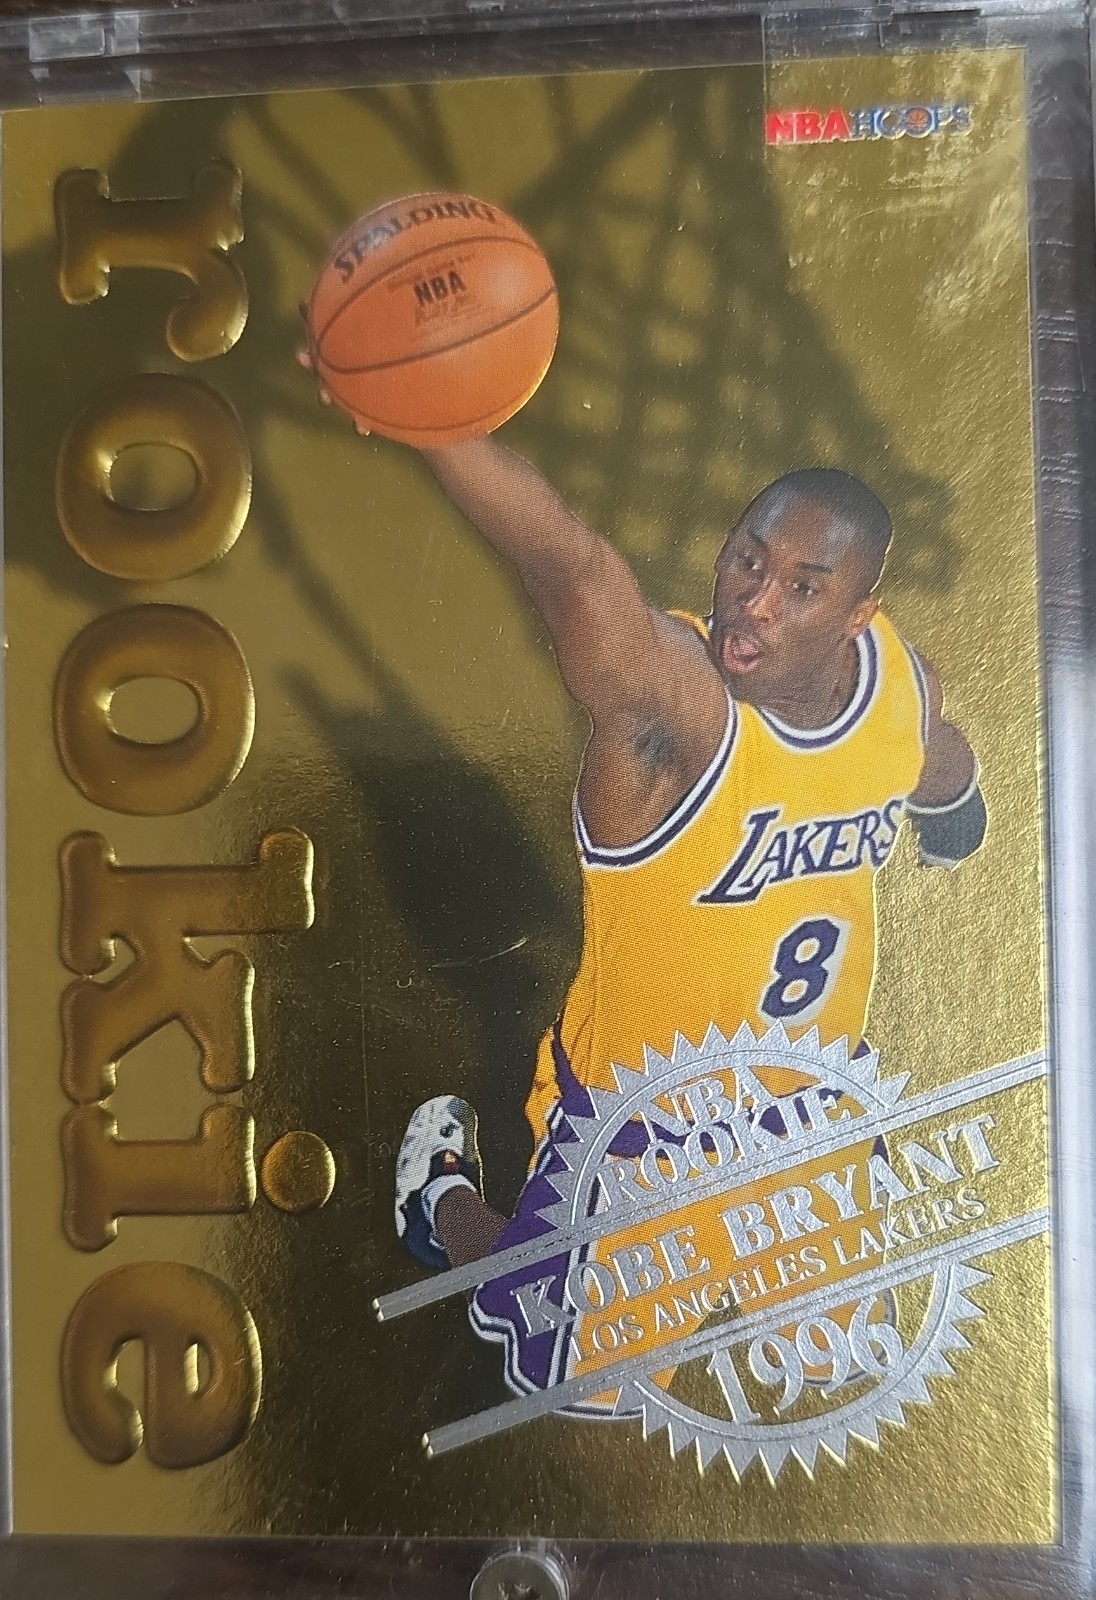 NBA HOOPS
rookie
SPALDING
NBA
LAKERS
8
NBA
ROOKIE
KOBE BRYANT
LOS ANGELES LAKERS
1996